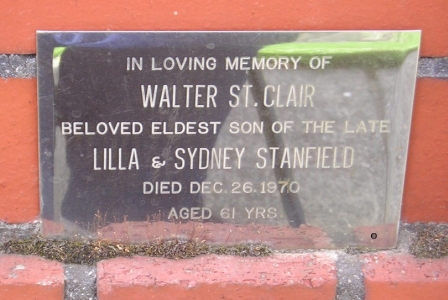 IN LOVING MEMORY OF
WALTER ST. CLAIR
BELOVED ELDEST SON OF THE LATE
LILLA & SYDNEY STANFIELD
DIED DEC. 26. 1970
AGED 61 YRS